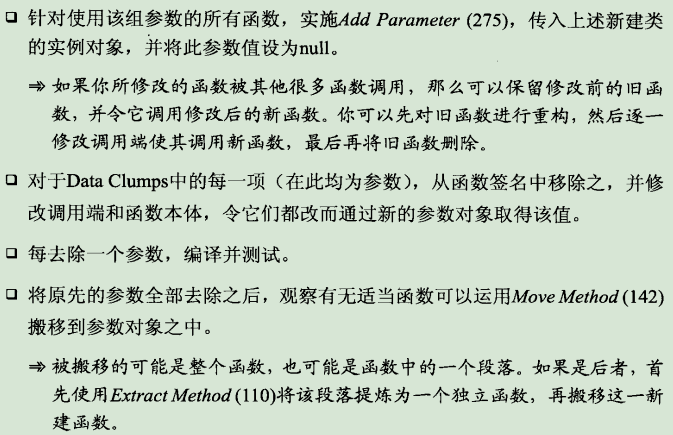 ❑ 针对使用该组参数的所有函数，实施Add Parameter (275)，传入上述新建类
的实例对象，并将此参数值设为null。
⇒ 如果你所修改的函数被其他很多函数调用，那么可以保留修改前的旧函
数，并令它调用修改后的新函数。你可以先对旧函数进行重构，然后逐一
修改调用端使其调用新函数，最后再将旧函数删除。
❑ 对于Data Clumps中的每一项（在此均为参数），从函数签名中移除之，并修
改调用端和函数本体，令它们都改而通过新的参数对象取得该值。
❑ 每去除一个参数，编译并测试。
❑ 将原先的参数全部去除之后，观察有无适当函数可以运用Move Method (142)
搬移到参数对象之中。
⇒ 被搬移的可能是整个函数，也可能是函数中的一个段落。如果是后者，首
先使用Extract Method (110)将该段落提炼为一个独立函数，再搬移这一新
建函数。